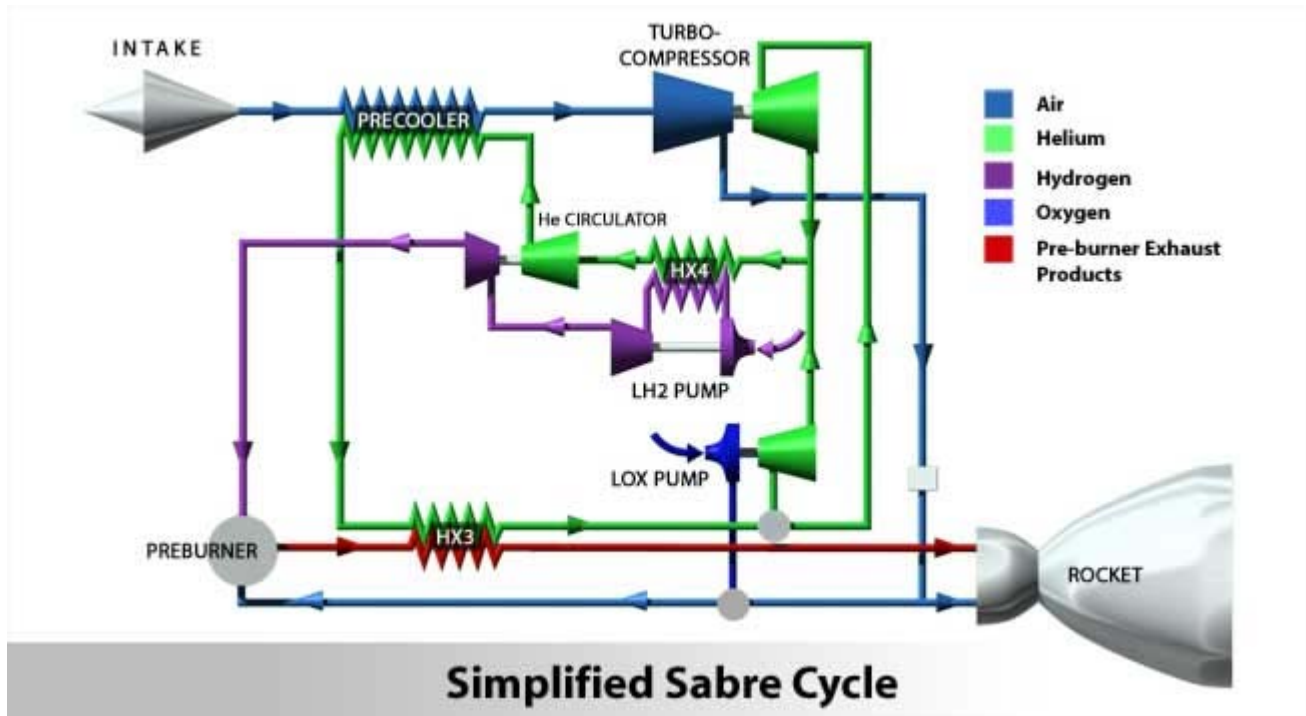 INTAKE
TURBO-
COMPRESSOR
PRECOOLER
Air
Helium
Hydrogen
Oxygen
Pre-burner Exhaust
Products
He CIRCULATOR
HX4
LH2 PUMP
LOX PUMP
HX3
PREBURNER
ROCKET
Simplified Sabre Cycle